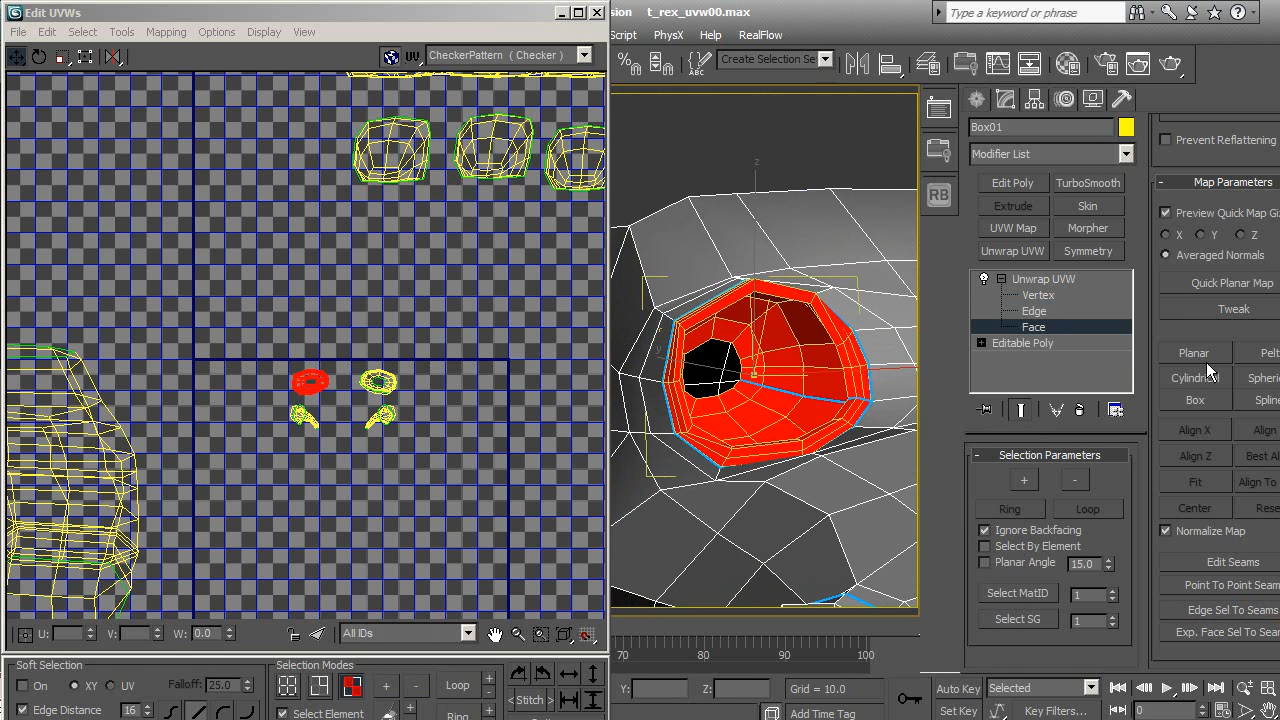 Edit UVWs
File Edit Select Tools Mapping Options Display View
UV CheckerPattern ( Checker )
sion t_rex_uvw00.max
Type a keyword or phrase
Script PhysX Help RealFlow
ABC Create Selection Se
Box01
Modifier List
Edit Poly TurboSmooth
Extrude Skin
UVW Map Morpher
Unwrap UVW Symmetry
Unwrap UVW
Vertex
Edge
Face
Editable Poly
RB
z
Prevent Reflattening
- Map Parameters
Preview Quick Map Gi
X Y Z
Averaged Normals
Quick Planar Map
Tweak
Planar Pelt
Cylindrical Spheri
Box Spline
Align X Align
Align Z Best Al
Fit Align To
Center Rese
Normalize Map
Edit Seams
Point To Point Seam
Edge Sel To Seams
Exp. Face Sel To Sea
- Selection Parameters
+ -
Ring Loop
Ignore Backfacing
Select By Element
Planar Angle 15.0
Select MatID 1
Select SG 1
U: V: W: 0.0 All IDs
Soft Selection
On XY UV Falloff: 25.0
Edge Distance 16
Selection Modes
+ - Loop + -
Select Element Ring +
Stitch
70 80 90 100
Y: Z: Grid = 10.0
Add Time Tag
Auto Key Selected
Set Key Key Filters... 0